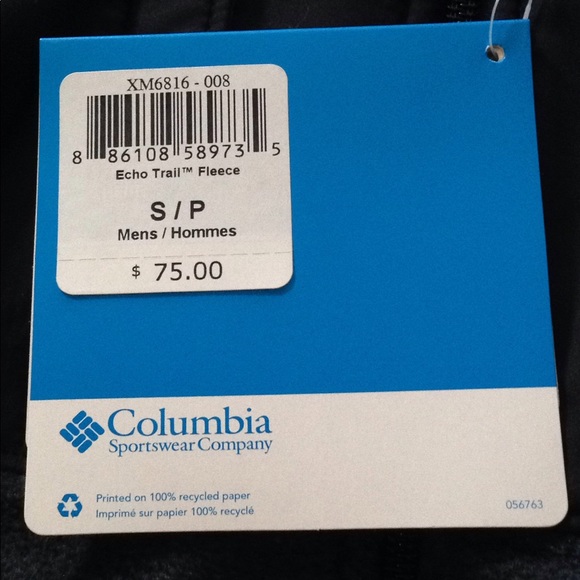 XM6816 - 008
8 86108 58973 5
Echo Trail™ Fleece
S / P
Mens / Hommes
$ 75.00
Columbia
Sportswear Company
Printed on 100% recycled paper
Imprimé sur papier 100% recyclé
056763